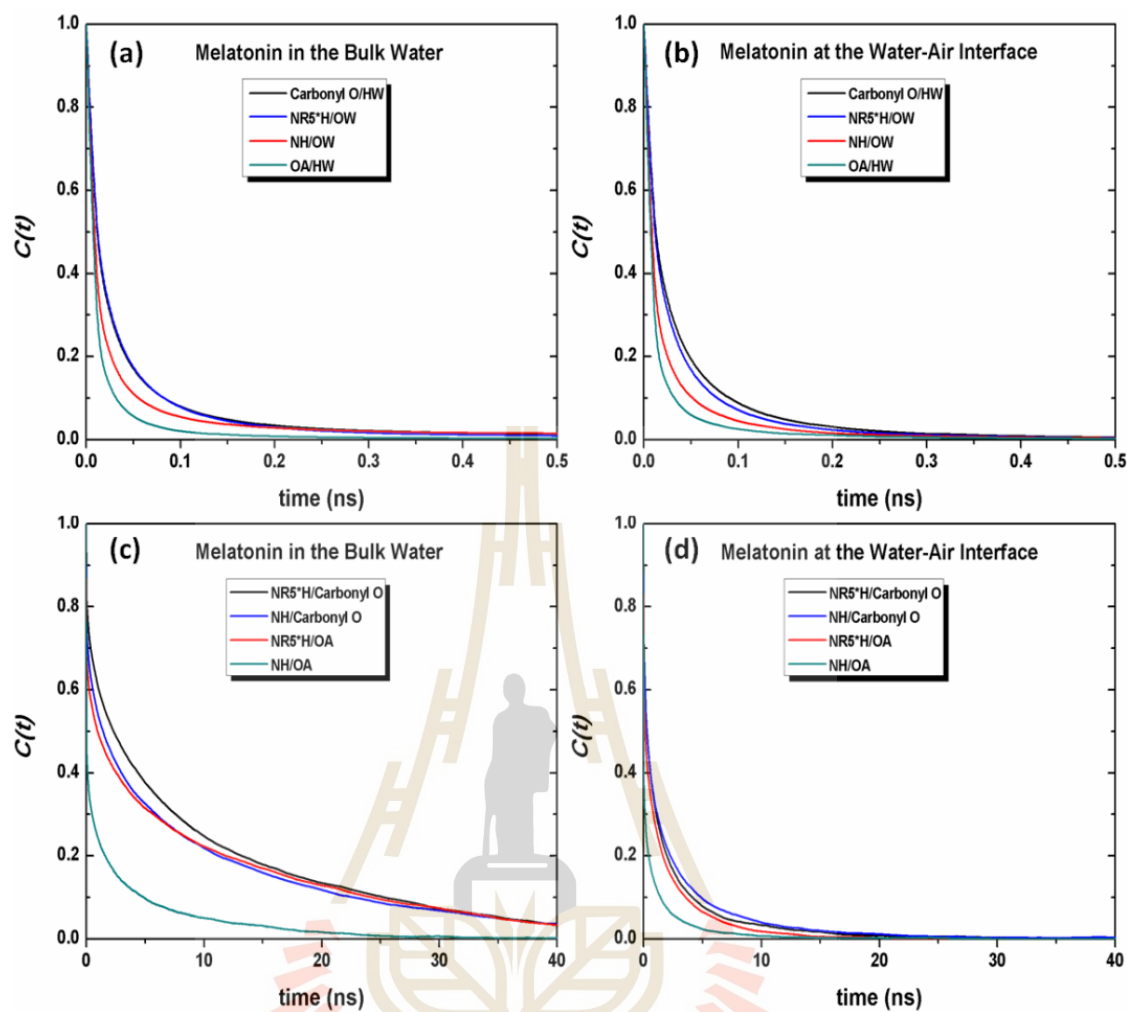 (a) Melatonin in the Bulk Water
Carbonyl O/HW
NR5*H/OW
NH/OW
OA/HW
C(t)
1.0
0.8
0.6
0.4
0.2
0.0
0.0 0.1 0.2 0.3 0.4 0.5
time (ns)
(b) Melatonin at the Water-Air Interface
Carbonyl O/HW
NR5*H/OW
NH/OW
OA/HW
C(t)
1.0
0.8
0.6
0.4
0.2
0.0
0.0 0.1 0.2 0.3 0.4 0.5
time (ns)
(c) Melatonin in the Bulk Water
NR5*H/Carbonyl O
NH/Carbonyl O
NR5*H/OA
NH/OA
C(t)
1.0
0.8
0.6
0.4
0.2
0.0
0 10 20 30 40
time (ns)
(d) Melatonin at the Water-Air Interface
NR5*H/Carbonyl O
NH/Carbonyl O
NR5*H/OA
NH/OA
C(t)
1.0
0.8
0.6
0.4
0.2
0.0
0 10 20 30 40
time (ns)